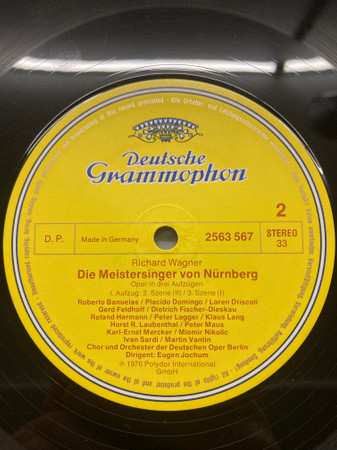 Deutsche
Grammophon
2
D. P.
Made in Germany
2563 567
STEREO
33
Richard Wagner
Die Meistersinger von Nürnberg
Oper in drei Aufzügen
I. Aufzug: 2. Szene (II) / 3. Szene (I)
Roberto Banuelas / Placido Domingo / Loren Driscoll
Gerd Feldhoff / Dietrich Fischer-Dieskau
Roland Hermann / Peter Lagger / Klaus Lang
Horst R. Laubenthal / Peter Maus
Karl-Ernst Mercker / Miomir Nikolic
Ivan Sardi / Martin Vantin
Chor und Orchester der Deutschen Oper Berlin
Dirigent: Eugen Jochum
℗ 1976 Polydor International
GmbH